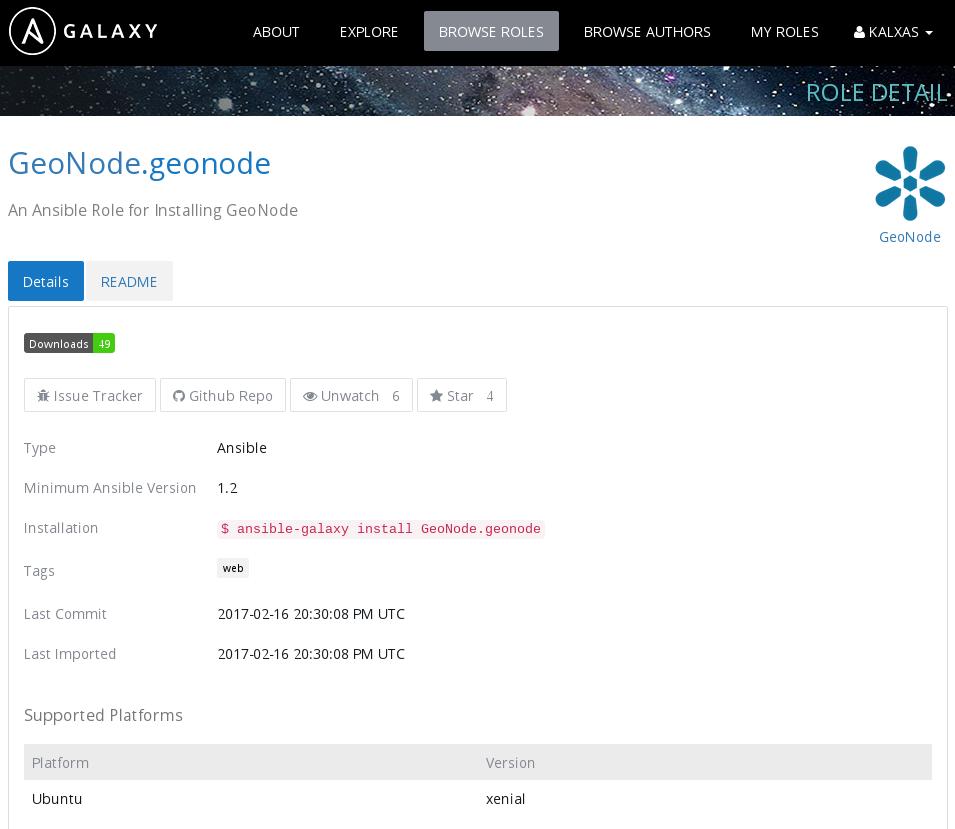 GALAXY ABOUT EXPLORE BROWSE ROLES BROWSE AUTHORS MY ROLES KALXAS
ROLE DETAIL
GeoNode.geonode
An Ansible Role for Installing GeoNode
GeoNode
Details README
Downloads 49
Issue Tracker Github Repo Unwatch 6 Star 4
Type Ansible
Minimum Ansible Version 1.2
Installation $ ansible-galaxy install GeoNode.geonode
Tags web
Last Commit 2017-02-16 20:30:08 PM UTC
Last Imported 2017-02-16 20:30:08 PM UTC
Supported Platforms
Platform Version
Ubuntu xenial